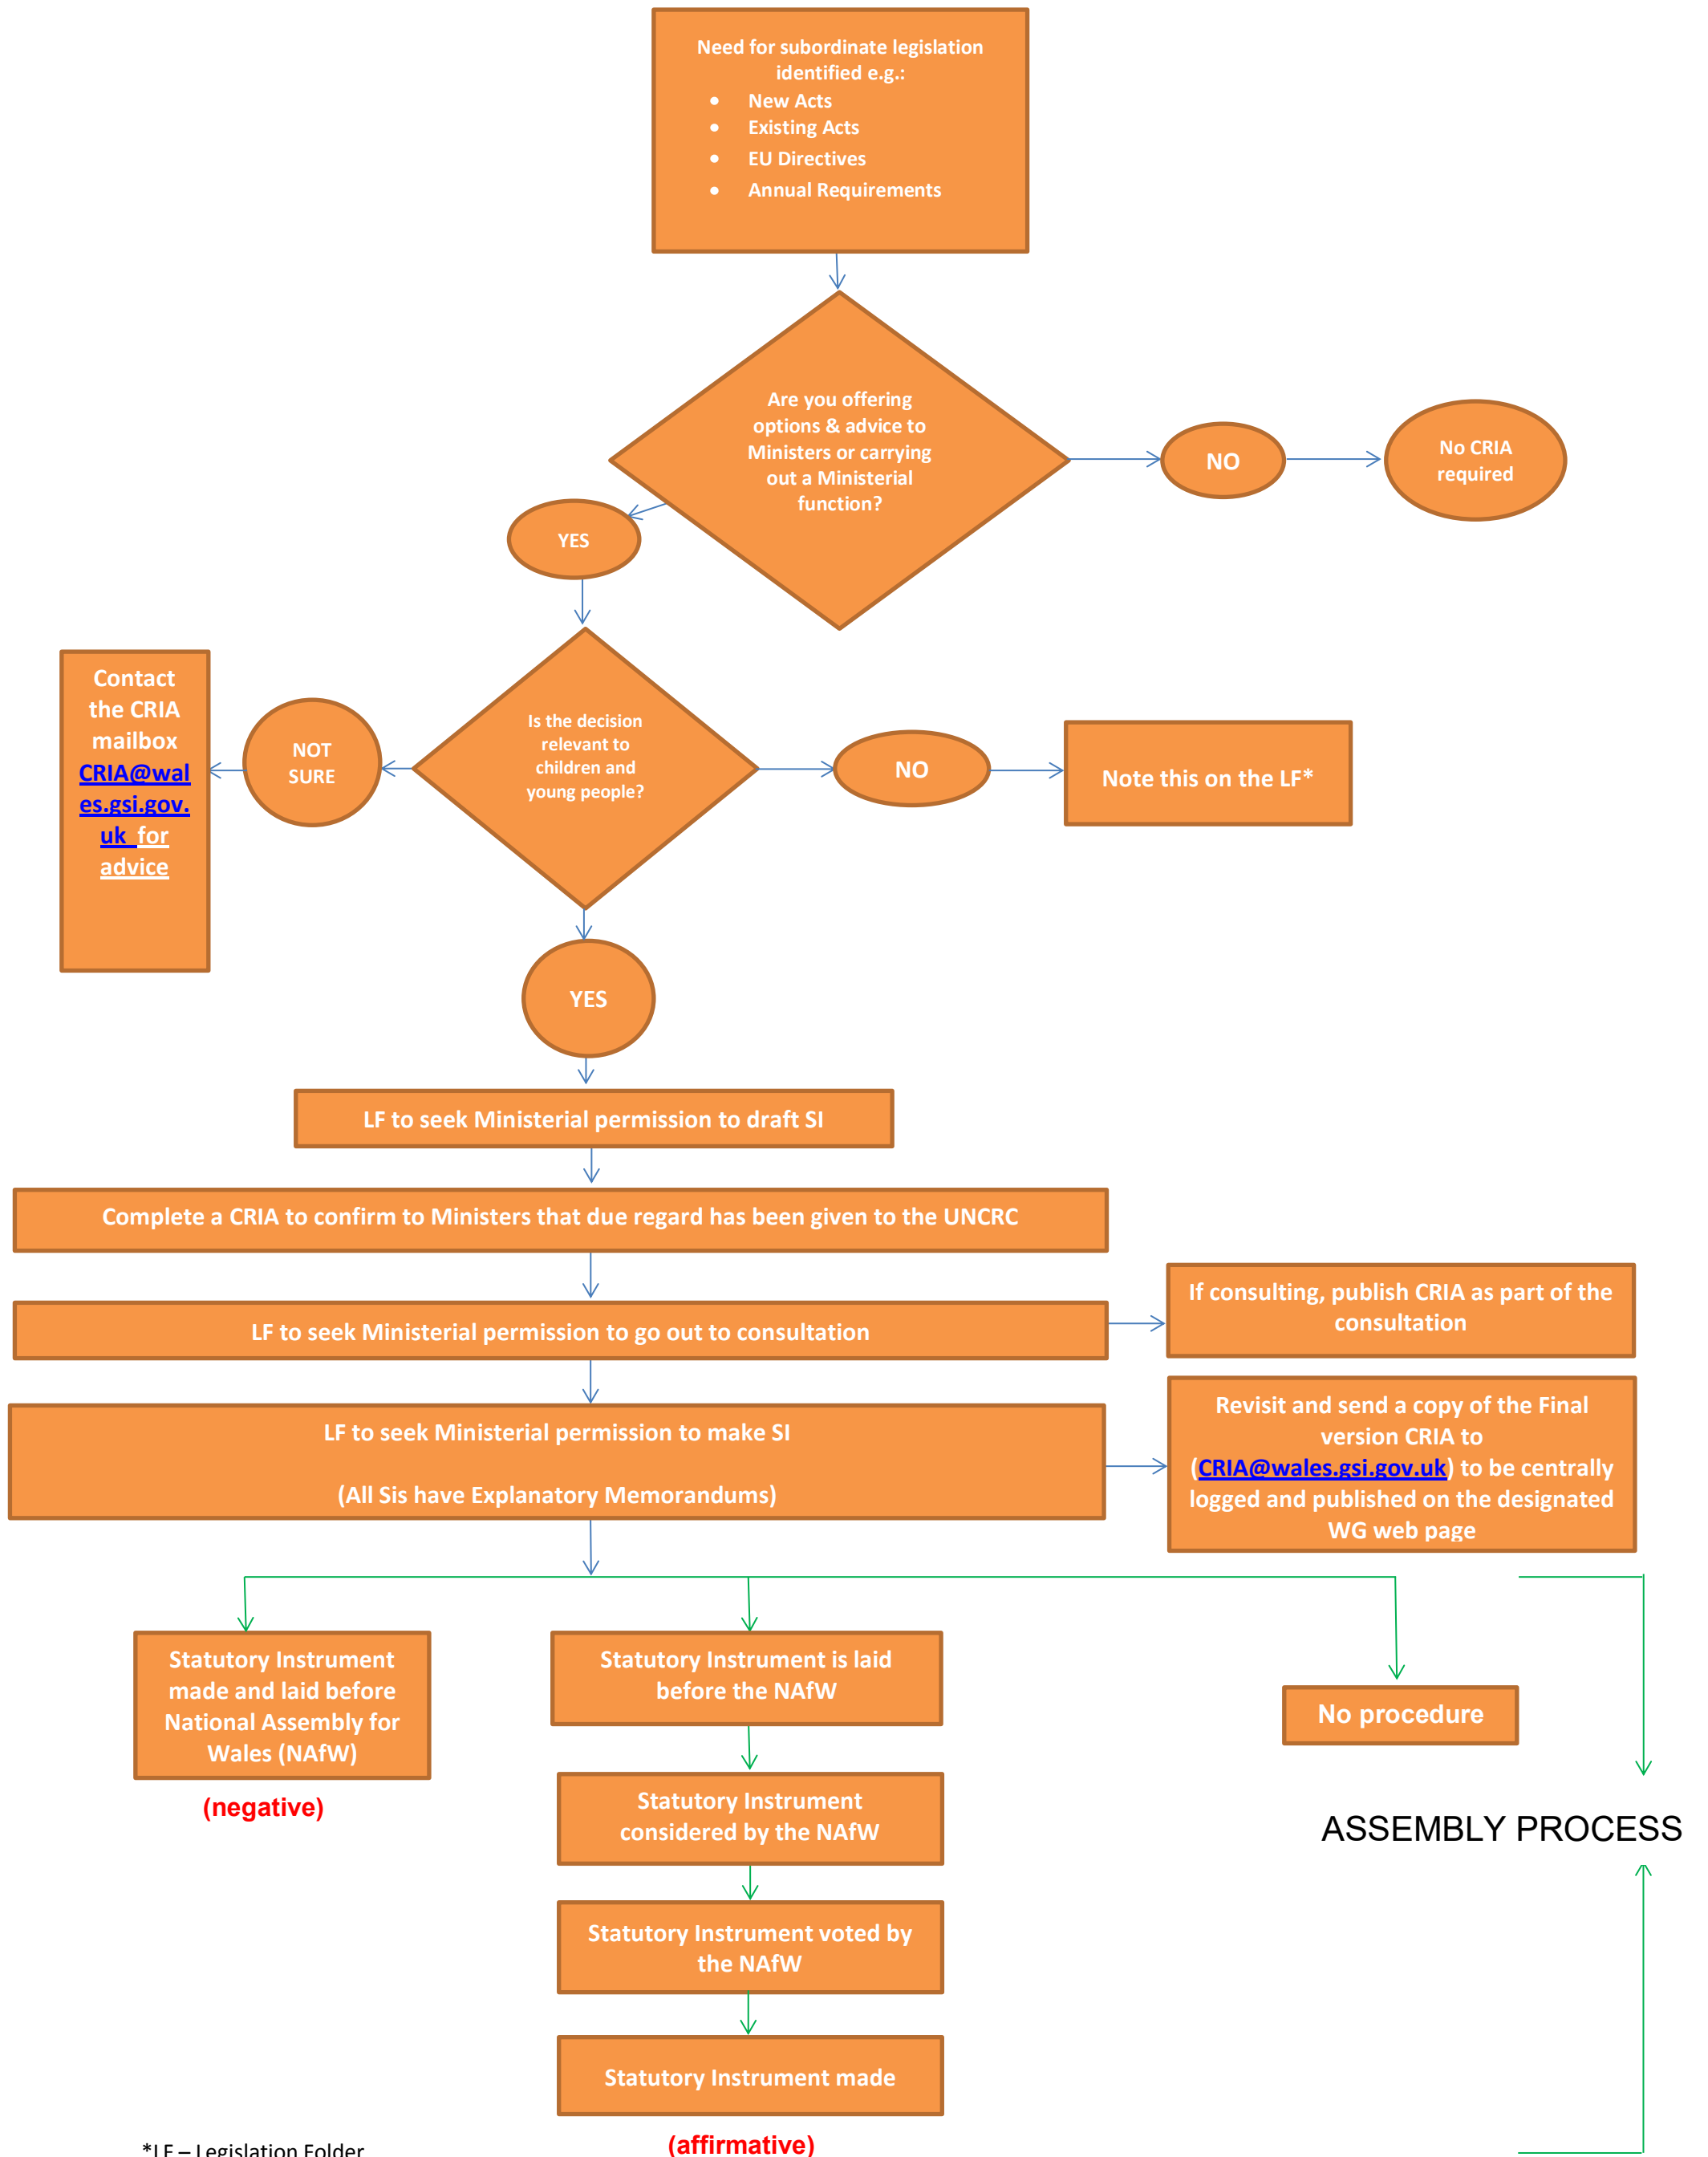 Need for subordinate legislation
identified e.g.:
• New Acts
• Existing Acts
• EU Directives
• Annual Requirements
Are you offering
options & advice to
Ministers or carrying
out a Ministerial
function?
NO
No CRIA
required
YES
Contact
the CRIA
mailbox
CRIA@wal
es.gsi.gov.
uk for
advice
NOT
SURE
Is the decision
relevant to
children and
young people?
NO
Note this on the LF*
YES
LF to seek Ministerial permission to draft SI
Complete a CRIA to confirm to Ministers that due regard has been given to the UNCRC
LF to seek Ministerial permission to go out to consultation
If consulting, publish CRIA as part of the
consultation
LF to seek Ministerial permission to make SI
(All Sis have Explanatory Memorandums)
Revisit and send a copy of the Final
version CRIA to
(CRIA@wales.gsi.gov.uk) to be centrally
logged and published on the designated
WG web page
Statutory Instrument
made and laid before
National Assembly for
Wales (NAfW)
(negative)
Statutory Instrument is laid
before the NAfW
Statutory Instrument
considered by the NAfW
Statutory Instrument voted by
the NAfW
Statutory Instrument made
(affirmative)
No procedure
ASSEMBLY PROCESS
*LF – Legislation Folder